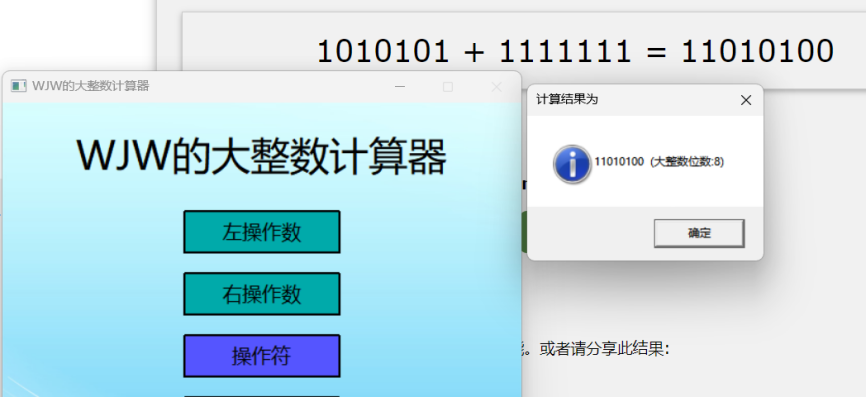 1010101 + 1111111 = 11010100
WJW的大整数计算器
计算结果为
WJW的大整数计算器
11010100 (大整数位数:8)
左操作数
确定
右操作数
操作符
。或者请分享此结果：